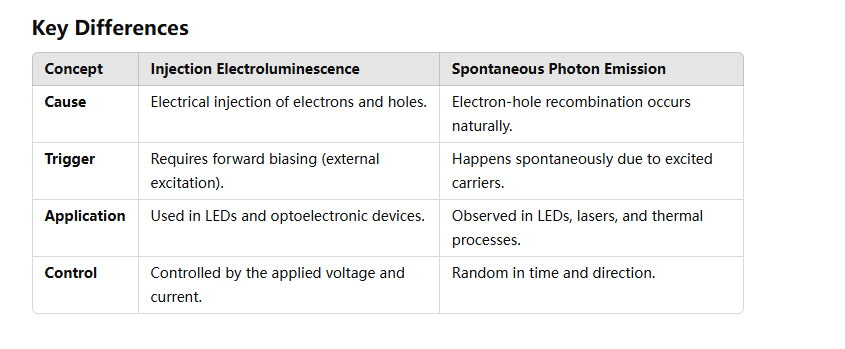 Key Differences
Concept Injection Electroluminescence Spontaneous Photon Emission
Cause Electrical injection of electrons and holes. Electron-hole recombination occurs
naturally.
Trigger Requires forward biasing (external Happens spontaneously due to excited
excitation). carriers.
Application Used in LEDs and optoelectronic devices. Observed in LEDs, lasers, and thermal
processes.
Control Controlled by the applied voltage and Random in time and direction.
current.